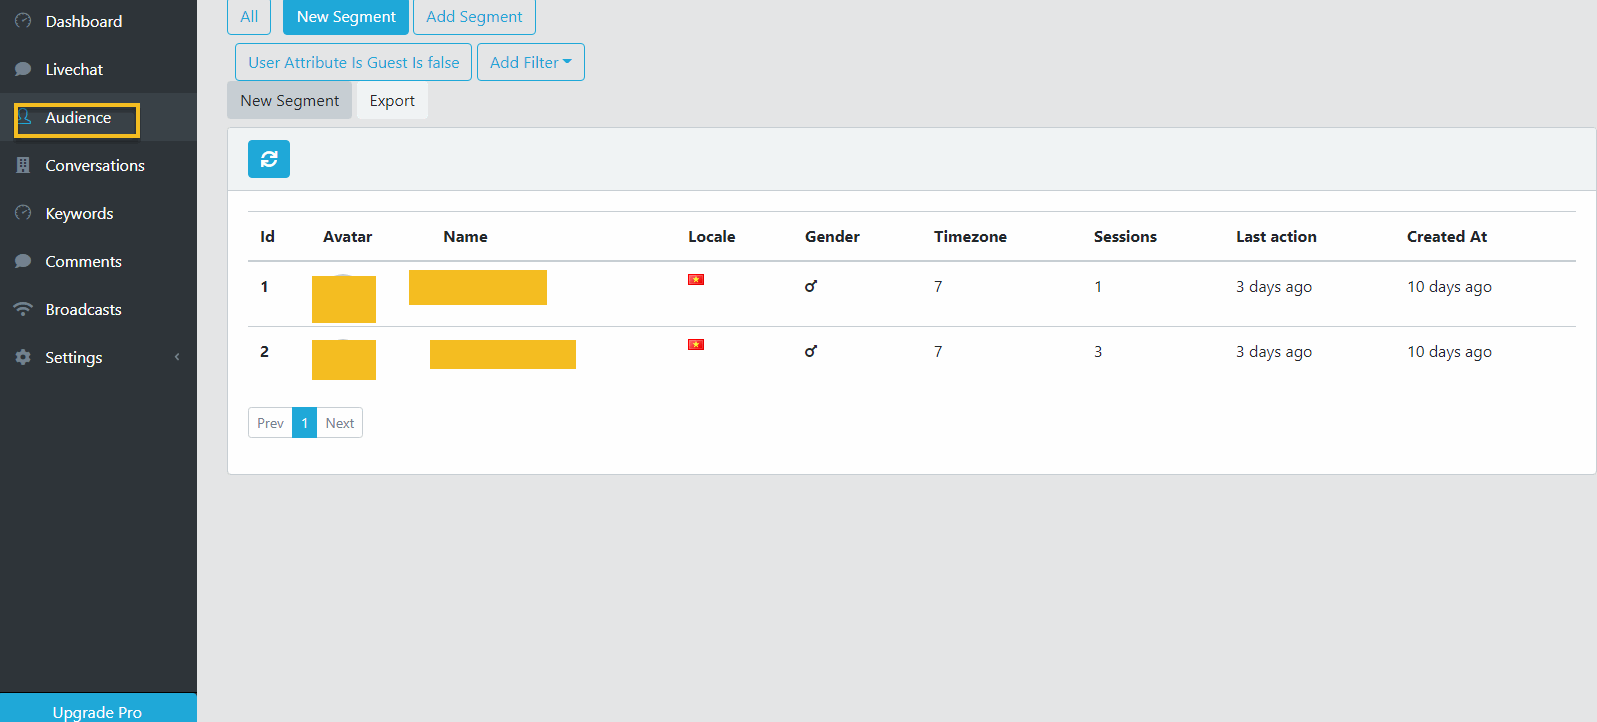 Dashboard
Livechat
Audience
Conversations
Keywords
Comments
Broadcasts
Settings
Upgrade Pro
All New Segment Add Segment
User Attribute Is Guest Is false Add Filter
New Segment Export
Id Avatar Name Locale Gender Timezone Sessions Last action Created At
1 7 1 3 days ago 10 days ago
2 7 3 3 days ago 10 days ago
Prev 1 Next